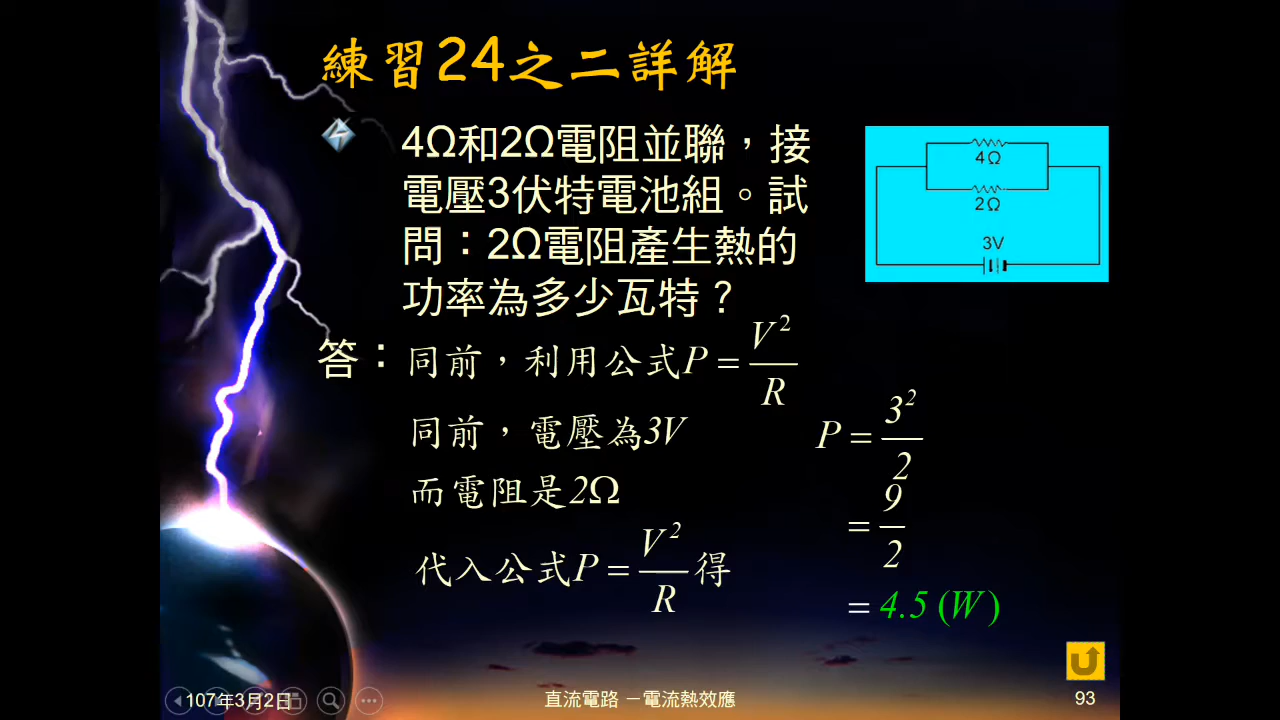 練習24之二詳解
4Ω和2Ω電阻並聯，接
電壓3伏特電池組。試
問：2Ω電阻產生熱的
功率為多少瓦特？
4Ω
2Ω
3V
答：同前，利用公式P = V²/R
同前，電壓為3V
而電阻是2Ω
代入公式P = V²/R 得
P = 3²/2
= 9/2
= 4.5 (W)
107年3月2日
直流電路 －電流熱效應
93